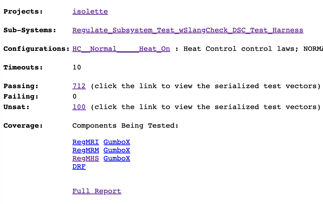 Projects: isolette
Sub-Systems: Regulate_Subsystem_Test_wSlangCheck_DSC_Test_Harness
Configurations: HC__Normal____Heat_On : Heat Control control laws; NORMA
Timeouts: 10
Passing: 712 (click the link to view the serialized test vectors)
Failing: 0
Unsat: 100 (click the link to view the serialized test vectors)
Coverage: Components Being Tested:
RegMRI GumboX
RegMRM GumboX
RegMHS GumboX
DRF
Full Report